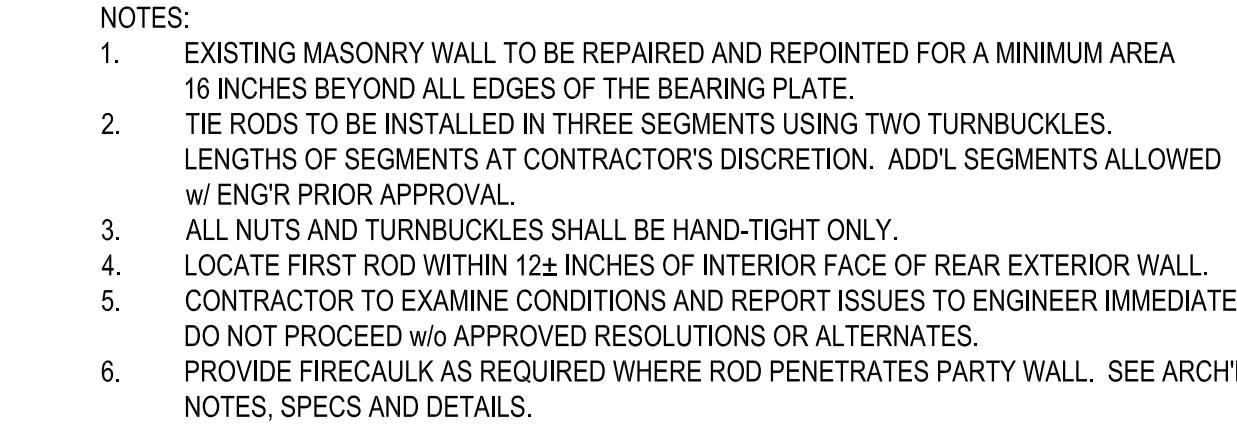 NOTES:
1. EXISTING MASONRY WALL TO BE REPAIRED AND REPOINTED FOR A MINIMUM AREA
16 INCHES BEYOND ALL EDGES OF THE BEARING PLATE.
2. TIE RODS TO BE INSTALLED IN THREE SEGMENTS USING TWO TURNBUCKLES.
LENGTHS OF SEGMENTS AT CONTRACTOR'S DISCRETION. ADD'L SEGMENTS ALLOWED
w/ ENG'R PRIOR APPROVAL.
3. ALL NUTS AND TURNBUCKLES SHALL BE HAND-TIGHT ONLY.
4. LOCATE FIRST ROD WITHIN 12± INCHES OF INTERIOR FACE OF REAR EXTERIOR WALL.
5. CONTRACTOR TO EXAMINE CONDITIONS AND REPORT ISSUES TO ENGINEER IMMEDIATE
DO NOT PROCEED w/o APPROVED RESOLUTIONS OR ALTERNATES.
6. PROVIDE FIRECAULK AS REQUIRED WHERE ROD PENETRATES PARTY WALL. SEE ARCH'
NOTES, SPECS AND DETAILS.